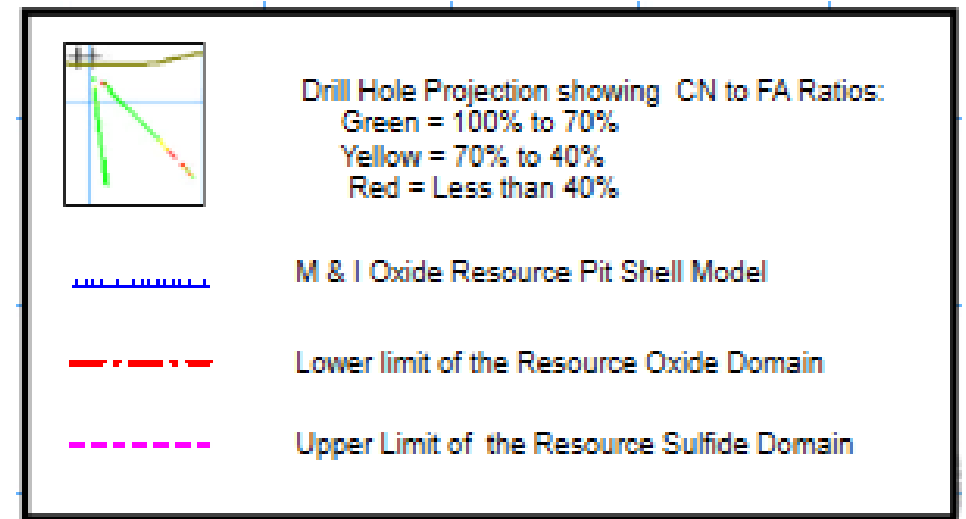 Drill Hole Projection showing CN to FA Ratios:
Green = 100% to 70%
Yellow = 70% to 40%
Red = Less than 40%
M & I Oxide Resource Pit Shell Model
Lower limit of the Resource Oxide Domain
Upper Limit of the Resource Sulfide Domain